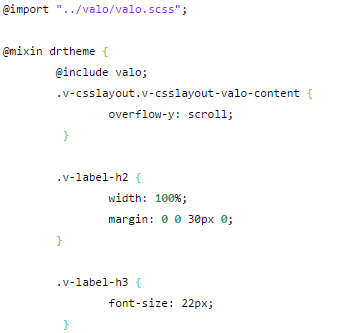 @import "../valo/valo.scss";
@mixin drtheme {
@include valo;
.v-csslayout.v-csslayout-valo-content {
overflow-y: scroll;
}
.v-label-h2 {
width: 100%;
margin: 0 0 30px 0;
}
.v-label-h3 {
font-size: 22px;
}